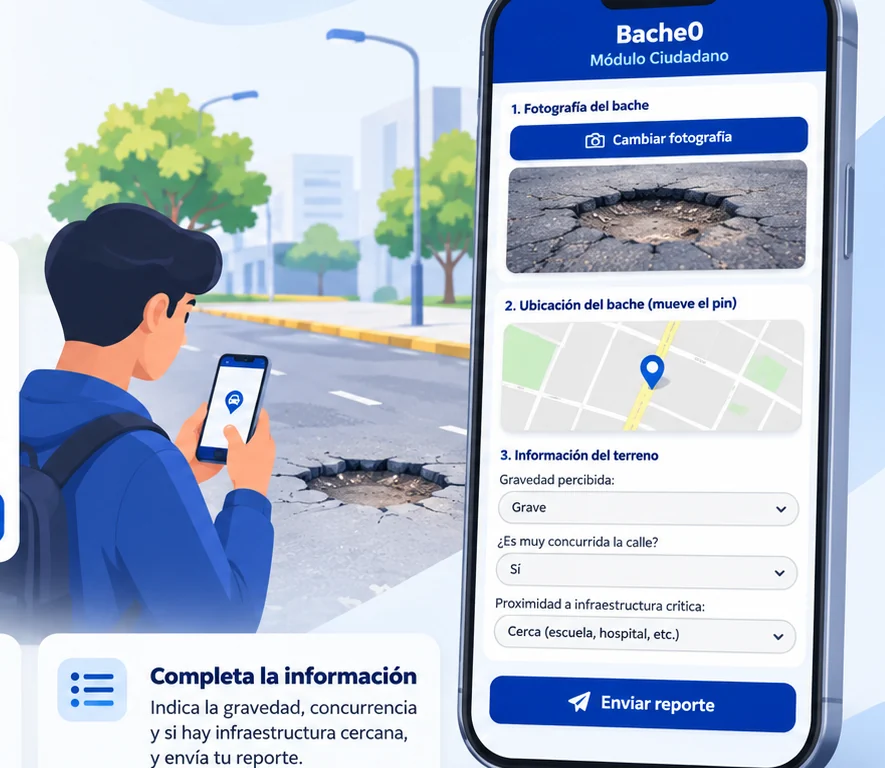 Bache0
Módulo Ciudadano
1. Fotografía del bache
Cambiar fotografía
2. Ubicación del bache (mueve el pin)
3. Información del terreno
Gravedad percibida:
Grave
¿Es muy concurrida la calle?
Sí
Proximidad a infraestructura critica:
Cerca (escuela, hospital, etc.)
Enviar reporte
Completa la información
Indica la gravedad, concurrencia
y si hay infraestructura cercana,
y envía tu reporte.